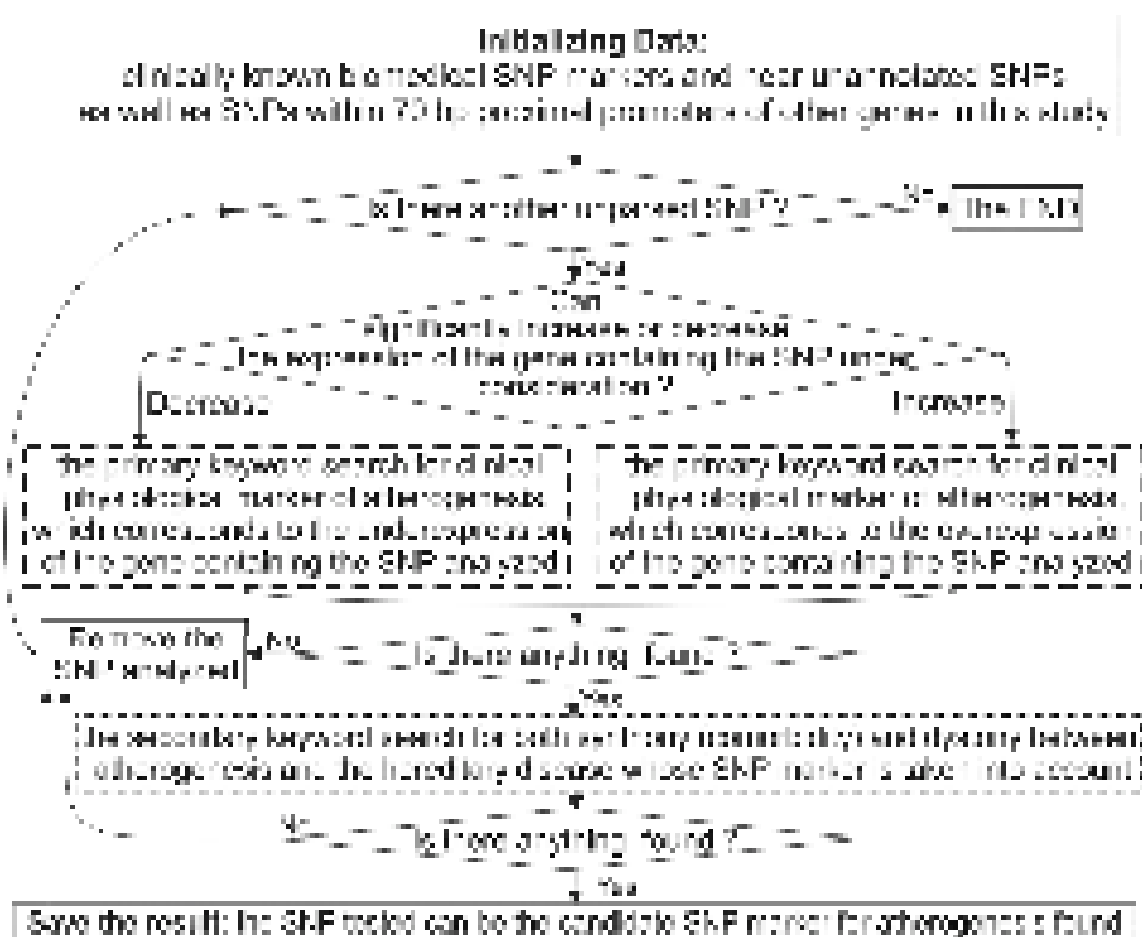 Initializing Data:
clinically known biomedical SNP markers and near unannotated SNPs
as well as SNPs within 70 bp proximal promoters of other genes in this study
Is there another unparsed SNP ?
No
The END
Yes
Can
significantly increase or decrease
the expression of the gene containing the SNP under
consideration ?
Decrease
Increase
the primary keyword search for clinical
physiological marker of atherogenesis,
which corresponds to the underexpression
of the gene containing the SNP analyzed
the primary keyword search for clinical
physiological marker of atherogenesis,
which corresponds to the overexpression
of the gene containing the SNP analyzed
Remove the
SNP analyzed
No
Is there anything found ?
Yes
the secondary keyword search for both and between
atherogenesis and the hereditary disease whose SNP marker is taken into account
No
Is there anything found ?
Yes
Save the result: the SNP tested can be the candidate SNP marker for atherogenesis found